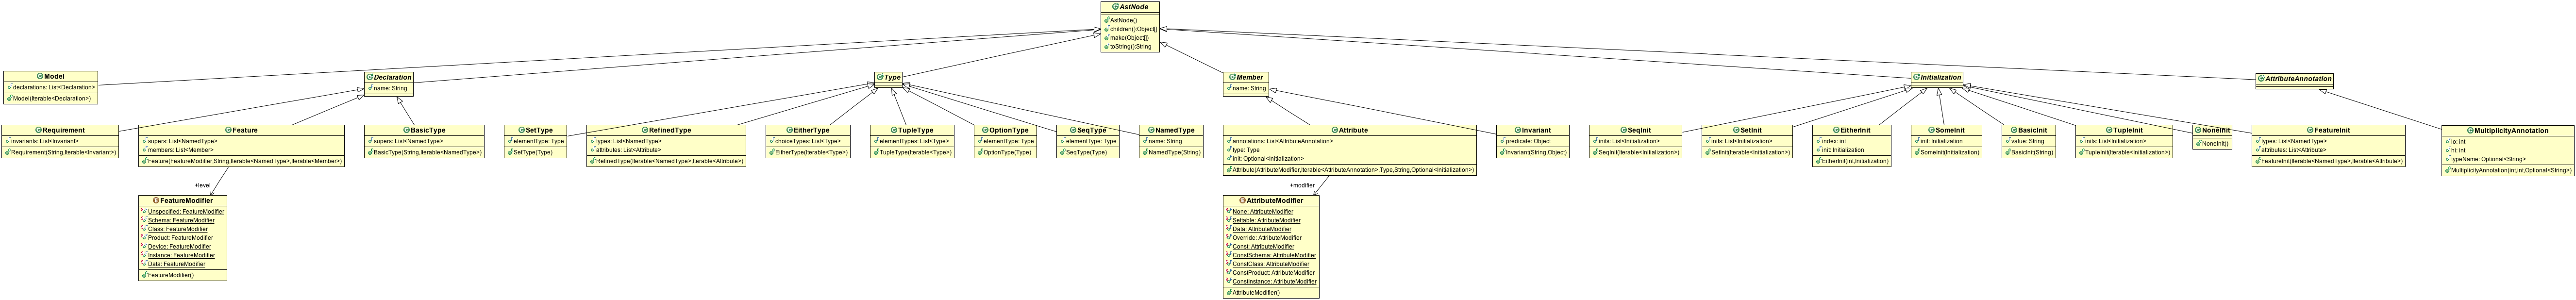 AstNode
AstNode()
children():Object[]
make(Object[])
toString():String
Model
declarations: List<Declaration>
Model(Iterable<Declaration>)
Declaration
name: String
Type
Member
name: String
Initialization
AttributeAnnotation
Requirement
invariants: List<Invariant>
Requirement(String,Iterable<Invariant>)
Feature
supers: List<NamedType>
members: List<Member>
Feature(FeatureModifier,String,Iterable<NamedType>,Iterable<Member>)
BasicType
supers: List<NamedType>
BasicType(String,Iterable<NamedType>)
SetType
elementType: Type
SetType(Type)
RefinedType
types: List<NamedType>
attributes: List<Attribute>
RefinedType(Iterable<NamedType>,Iterable<Attribute>)
EitherType
choiceTypes: List<Type>
EitherType(Iterable<Type>)
TupleType
elementTypes: List<Type>
TupleType(Iterable<Type>)
OptionType
elementType: Type
OptionType(Type)
SeqType
elementType: Type
SeqType(Type)
NamedType
name: String
NamedType(String)
Attribute
annotations: List<AttributeAnnotation>
type: Type
init: Optional<Initialization>
Attribute(AttributeModifier,Iterable<AttributeAnnotation>,Type,String,Optional<Initialization>)
Invariant
predicate: Object
Invariant(String,Object)
SeqInit
inits: List<Initialization>
SeqInit(Iterable<Initialization>)
SetInit
inits: List<Initialization>
SetInit(Iterable<Initialization>)
EitherInit
index: int
init: Initialization
EitherInit(int,Initialization)
SomeInit
init: Initialization
SomeInit(Initialization)
BasicInit
value: String
BasicInit(String)
TupleInit
inits: List<Initialization>
TupleInit(Iterable<Initialization>)
NoneInit
NoneInit()
FeatureInit
types: List<NamedType>
attributes: List<Attribute>
FeatureInit(Iterable<NamedType>,Iterable<Attribute>)
MultiplicityAnnotation
lo: int
hi: int
typeName: Optional<String>
MultiplicityAnnotation(int,int,Optional<String>)
+level
+modifier
FeatureModifier
Unspecified: FeatureModifier
Schema: FeatureModifier
Class: FeatureModifier
Product: FeatureModifier
Device: FeatureModifier
Instance: FeatureModifier
Data: FeatureModifier
FeatureModifier()
AttributeModifier
None: AttributeModifier
Settable: AttributeModifier
Data: AttributeModifier
Override: AttributeModifier
Const: AttributeModifier
ConstSchema: AttributeModifier
ConstClass: AttributeModifier
ConstProduct: AttributeModifier
ConstInstance: AttributeModifier
AttributeModifier()